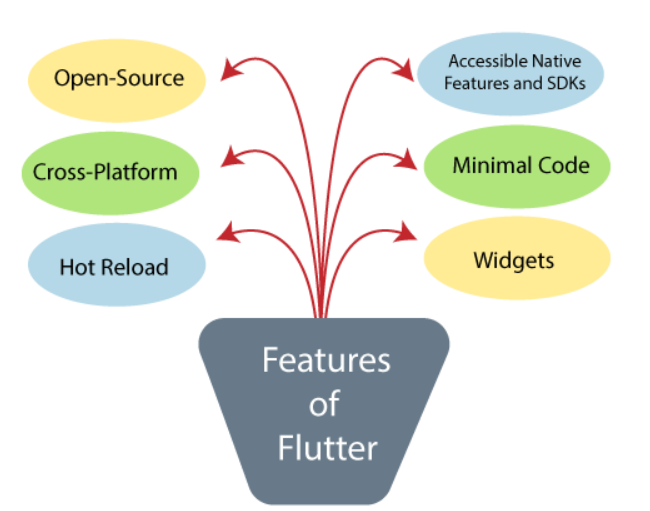 Open-Source
Cross-Platform
Hot Reload
Accessible Native
Features and SDKs
Minimal Code
Widgets
Features
of
Flutter